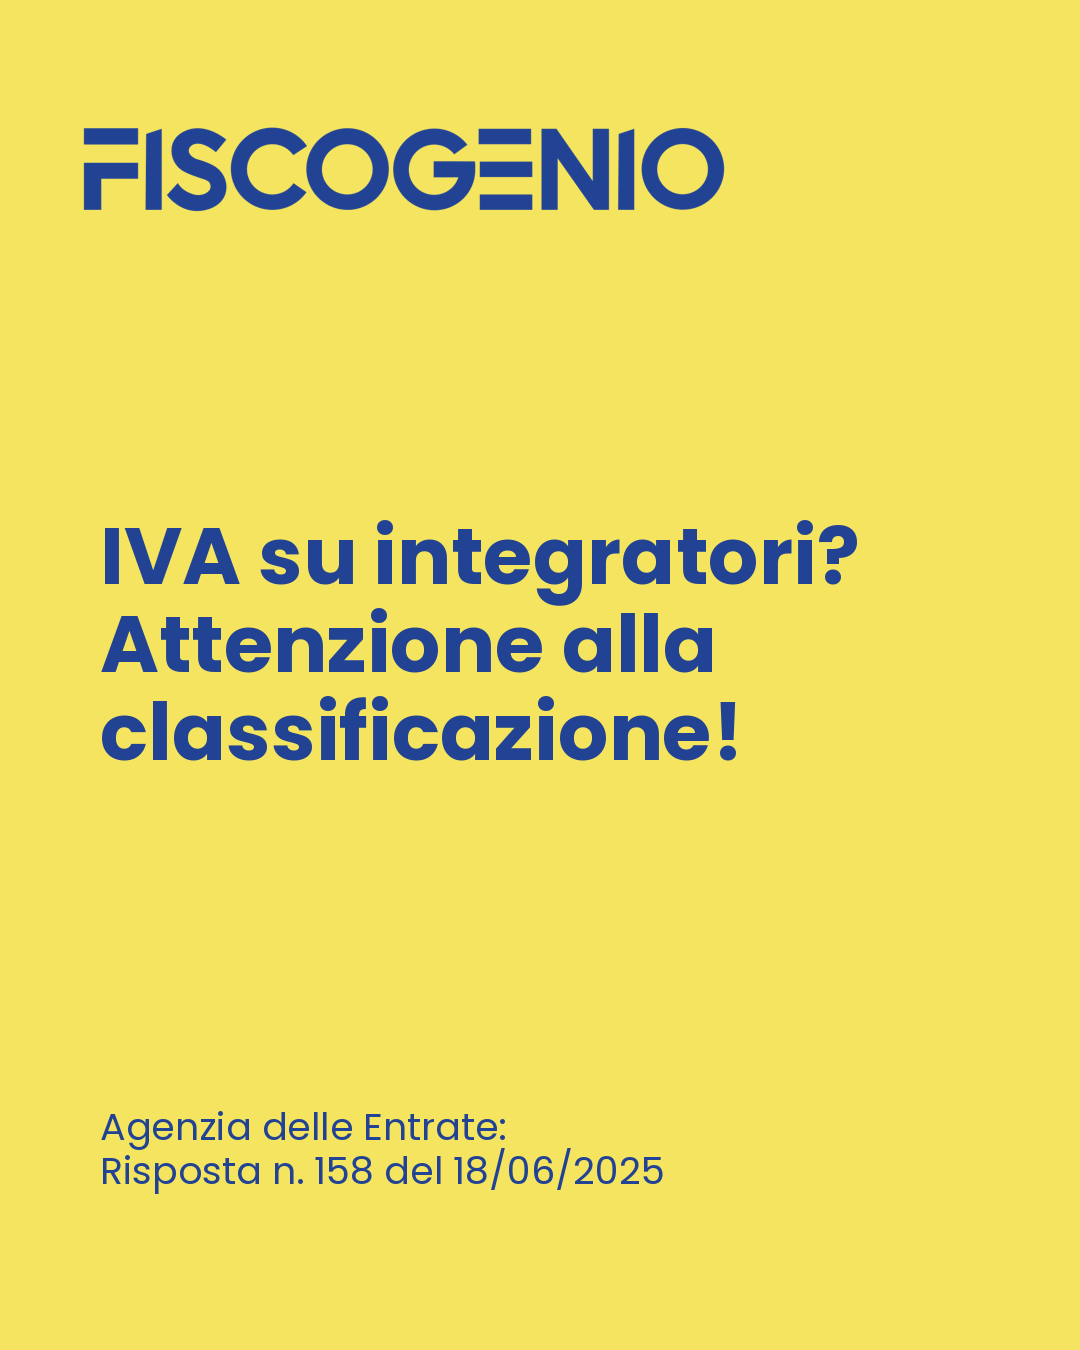 FISCOGENIO
IVA su integratori?
Attenzione alla
classificazione!
Agenzia delle Entrate:
Risposta n. 158 del 18/06/2025